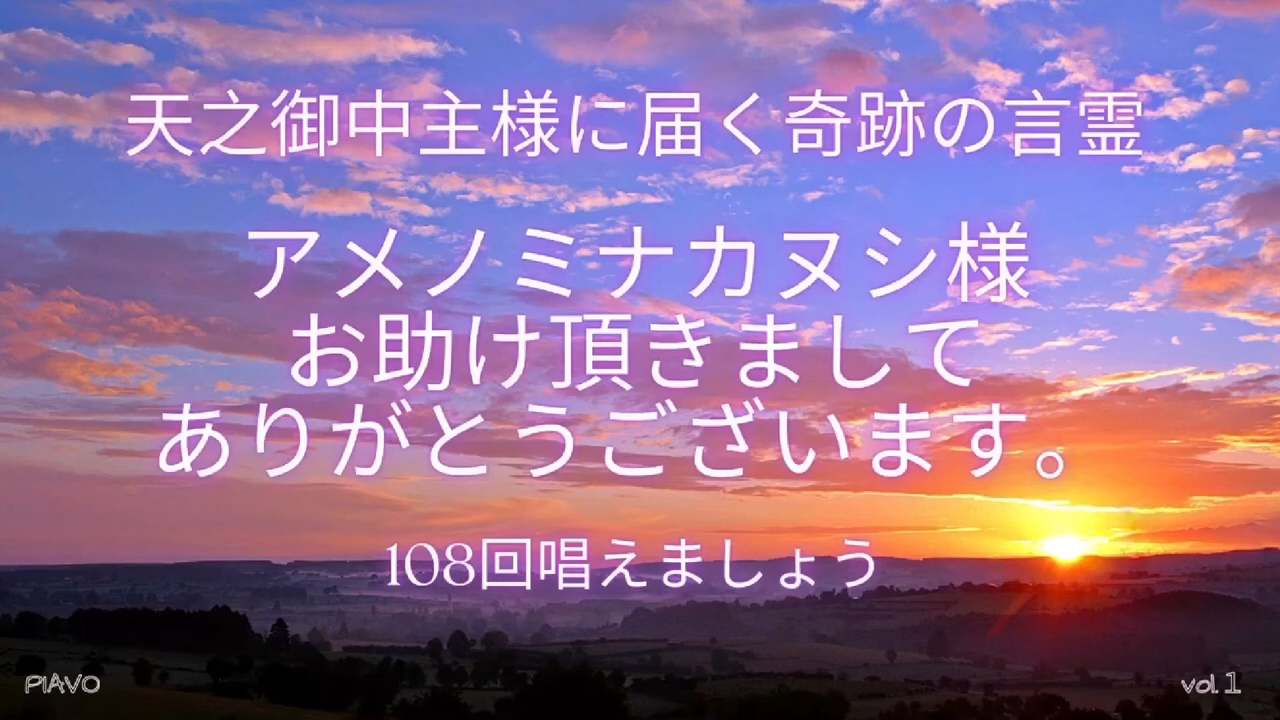 天之御中主様に届く奇跡の言霊
アメノミナカヌシ様
お助け頂きまして
ありがとうございます。
108回唱えましょう
PIAVO
vol.1